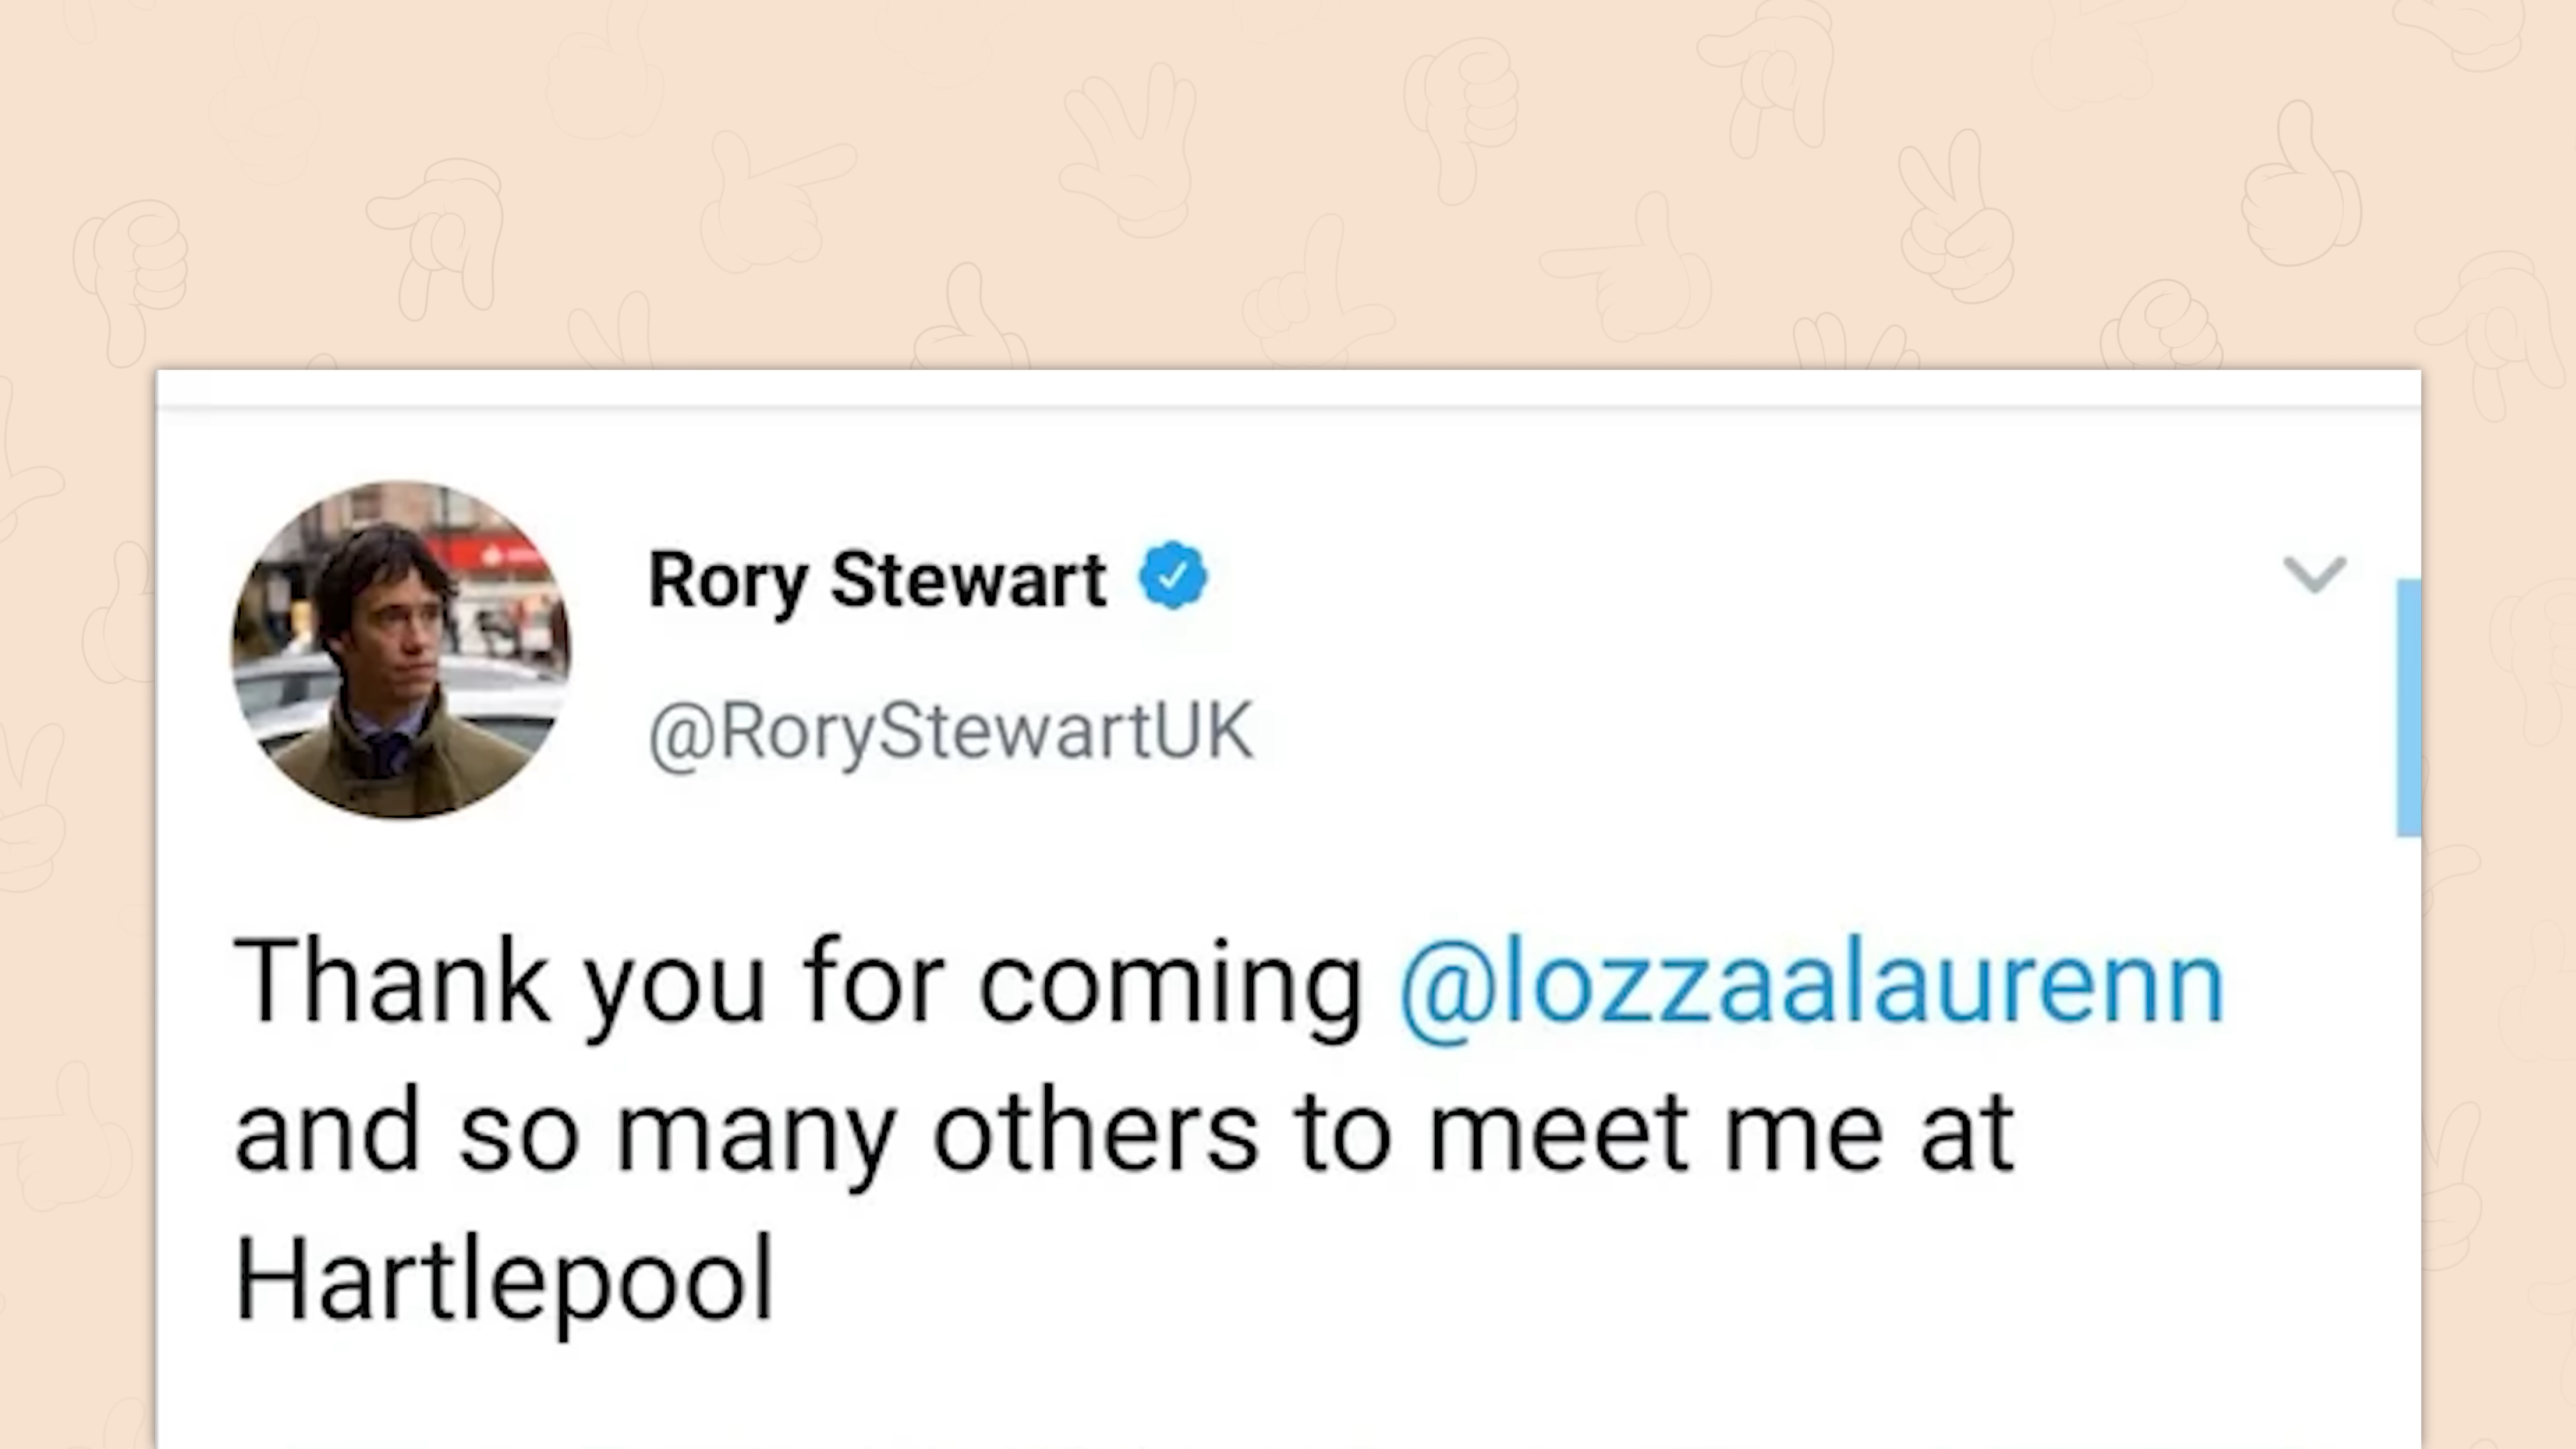 Rory Stewart
@RoryStewartUK
Thank you for coming @lozzaalaurenn
and so many others to meet me at
Hartlepool